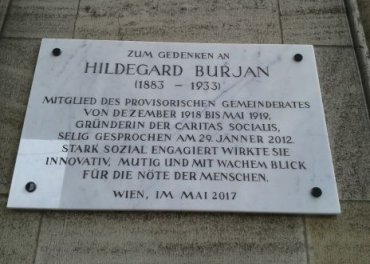 ZUM GEDENKEN AN
HILDEGARD BURJAN
(1883 – 1933)
MITGLIED DES PROVISORISCHEN GEMEINDERATES
VON DEZEMBER 1918 BIS MAI 1919,
GRÜNDERIN DER CARITAS SOCIALIS,
SELIG GESPROCHEN AM 29. JÄNNER 2012.
STARK SOZIAL ENGAGIERT WIRKTE SIE
INNOVATIV, MUTIG UND MIT WACHEM BLICK
FÜR DIE NÖTE DER MENSCHEN.
WIEN, IM MAI 2017